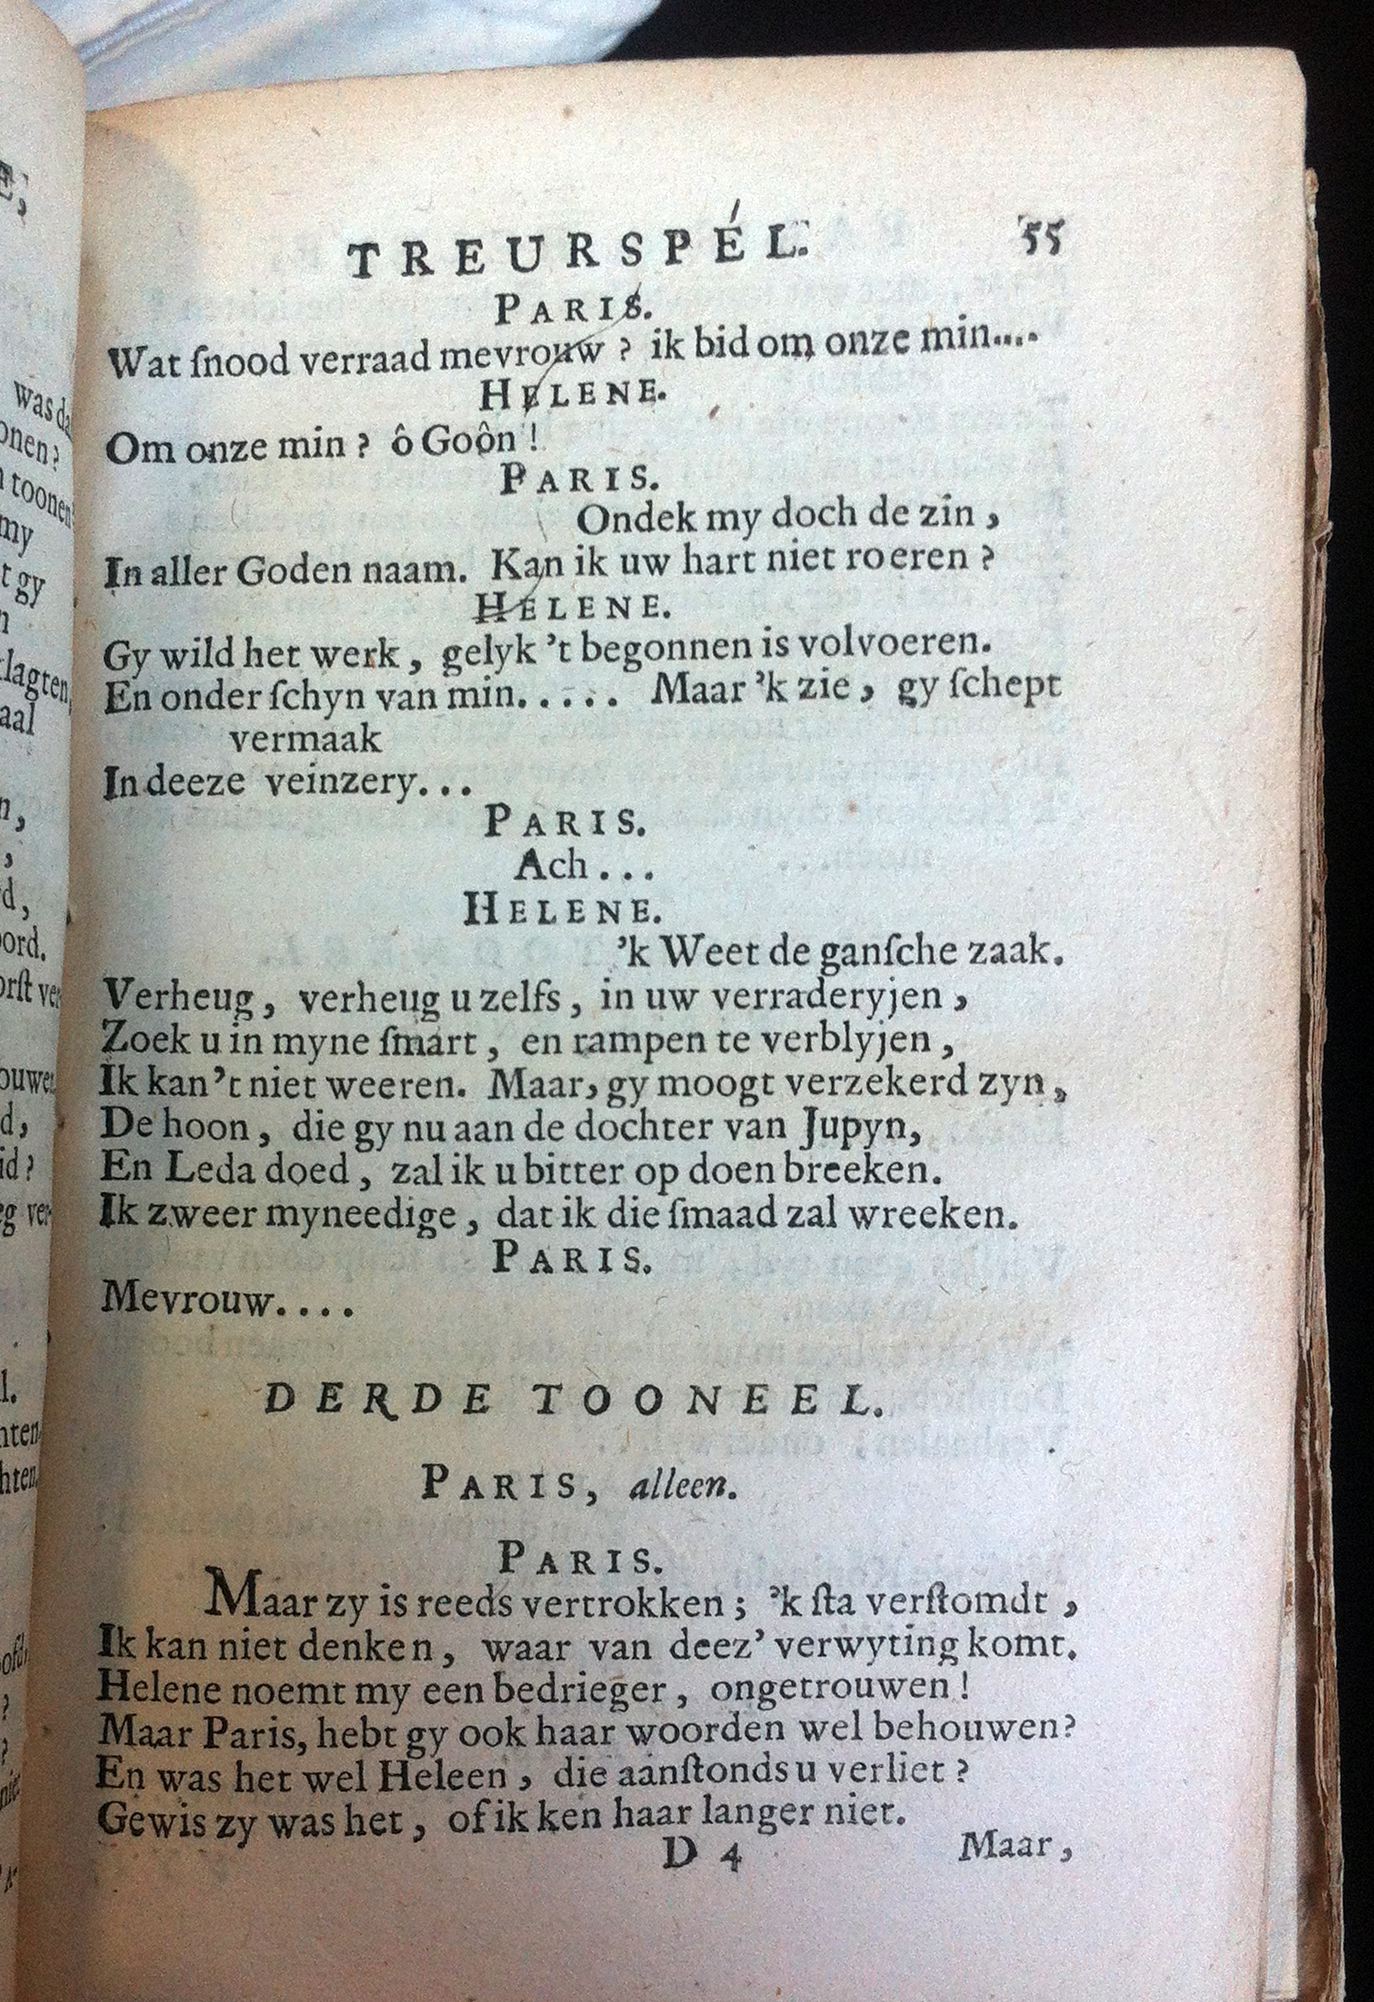 TREURSPÉL. 55
PARIS.
Wat ſnood verraad mevrouw? ik bid om onze min....
HELENE.
Om onze min? ô Goôn!
PARIS.
Ondek my doch de zin,
In aller Goden naam. Kan ik uw hart niet roeren?
HELENE.
Gy wild het werk, gelyk 't begonnen is volvoeren.
En onder ſchyn van min..... Maar 'k zie, gy ſchept
vermaak
In deeze veinzery...
PARIS.
Ach...
HELENE.
'k Weet de ganſche zaak.
Verheug, verheug u zelfs, in uw verraderyjen,
Zoek u in myne ſmart, en rampen te verblyjen,
Ik kan 't niet weeren. Maar, gy moogt verzekerd zyn,
De hoon, die gy nu aan de dochter van Jupyn,
En Leda doed, zal ik u bitter op doen breeken.
Ik zweer myneedige, dat ik die ſmaad zal wreeken.
PARIS.
Mevrouw....
DERDE TOONEEL.
PARIS, alleen.
PARIS.
Maar zy is reeds vertrokken; 'k ſta verſtomdt,
Ik kan niet denken, waar van deez' verwyting komt.
Helene noemt my een bedrieger, ongetrouwen!
Maar Paris, hebt gy ook haar woorden wel behouwen?
En was het wel Heleen, die aanſtonds u verliet?
Gewis zy was het, of ik ken haar langer niet.
D 4 Maar,